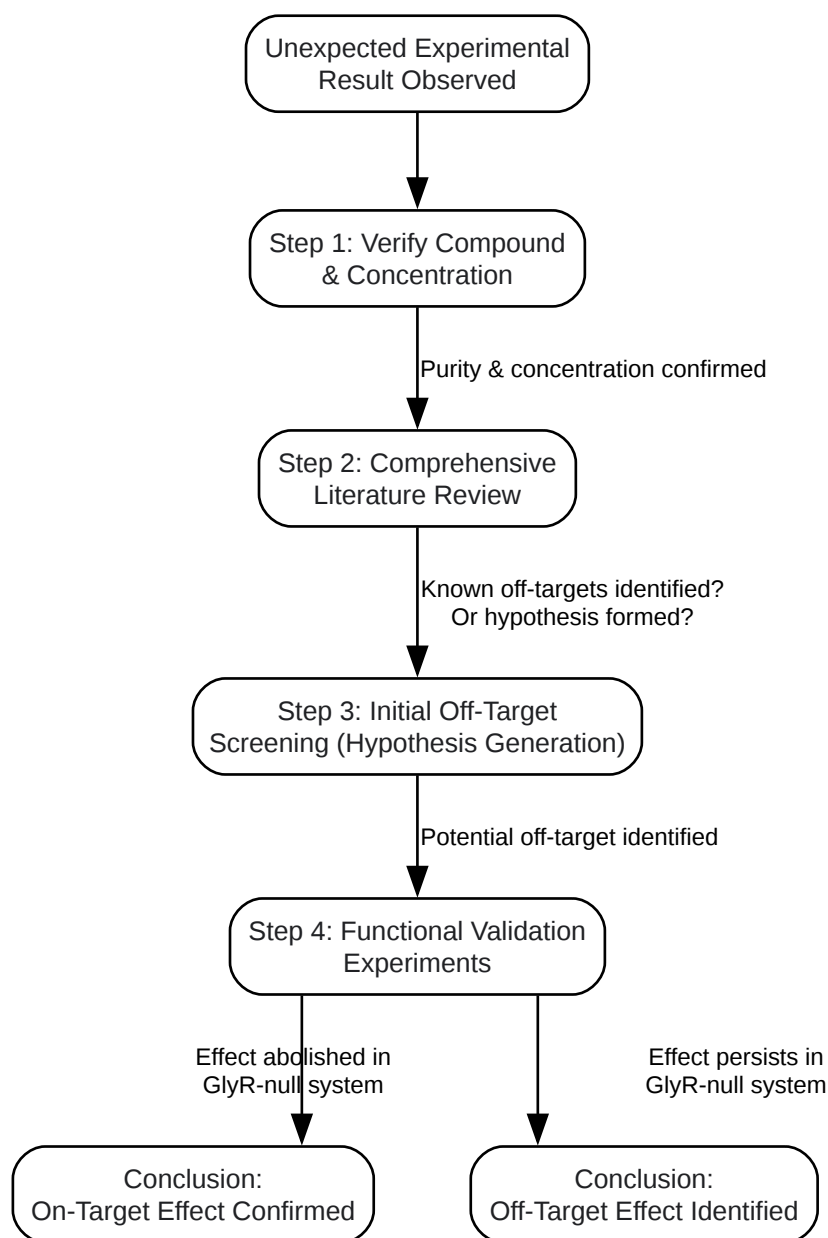 Unexpected Experimental
Result Observed
Step 1: Verify Compound
& Concentration
Purity & concentration confirmed
Step 2: Comprehensive
Literature Review
Known off-targets identified?
Or hypothesis formed?
Step 3: Initial Off-Target
Screening (Hypothesis Generation)
Potential off-target identified
Step 4: Functional Validation
Experiments
Effect abolished in
GlyR-null system
Effect persists in
GlyR-null system
Conclusion:
On-Target Effect Confirmed
Conclusion:
Off-Target Effect Identified